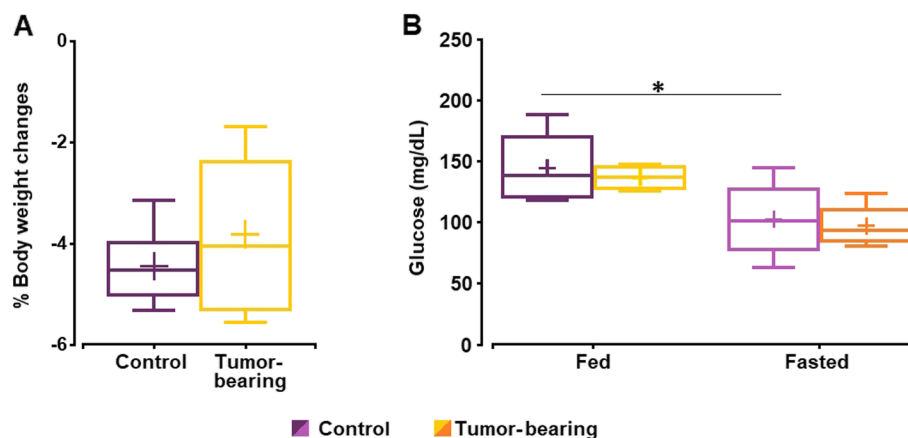 A
% Body weight changes
0
-2
-4
-6
Control
Tumor-
bearing
B
Glucose (mg/dL)
250
200
150
100
50
0
*
Fed
Fasted
Control
Tumor-bearing